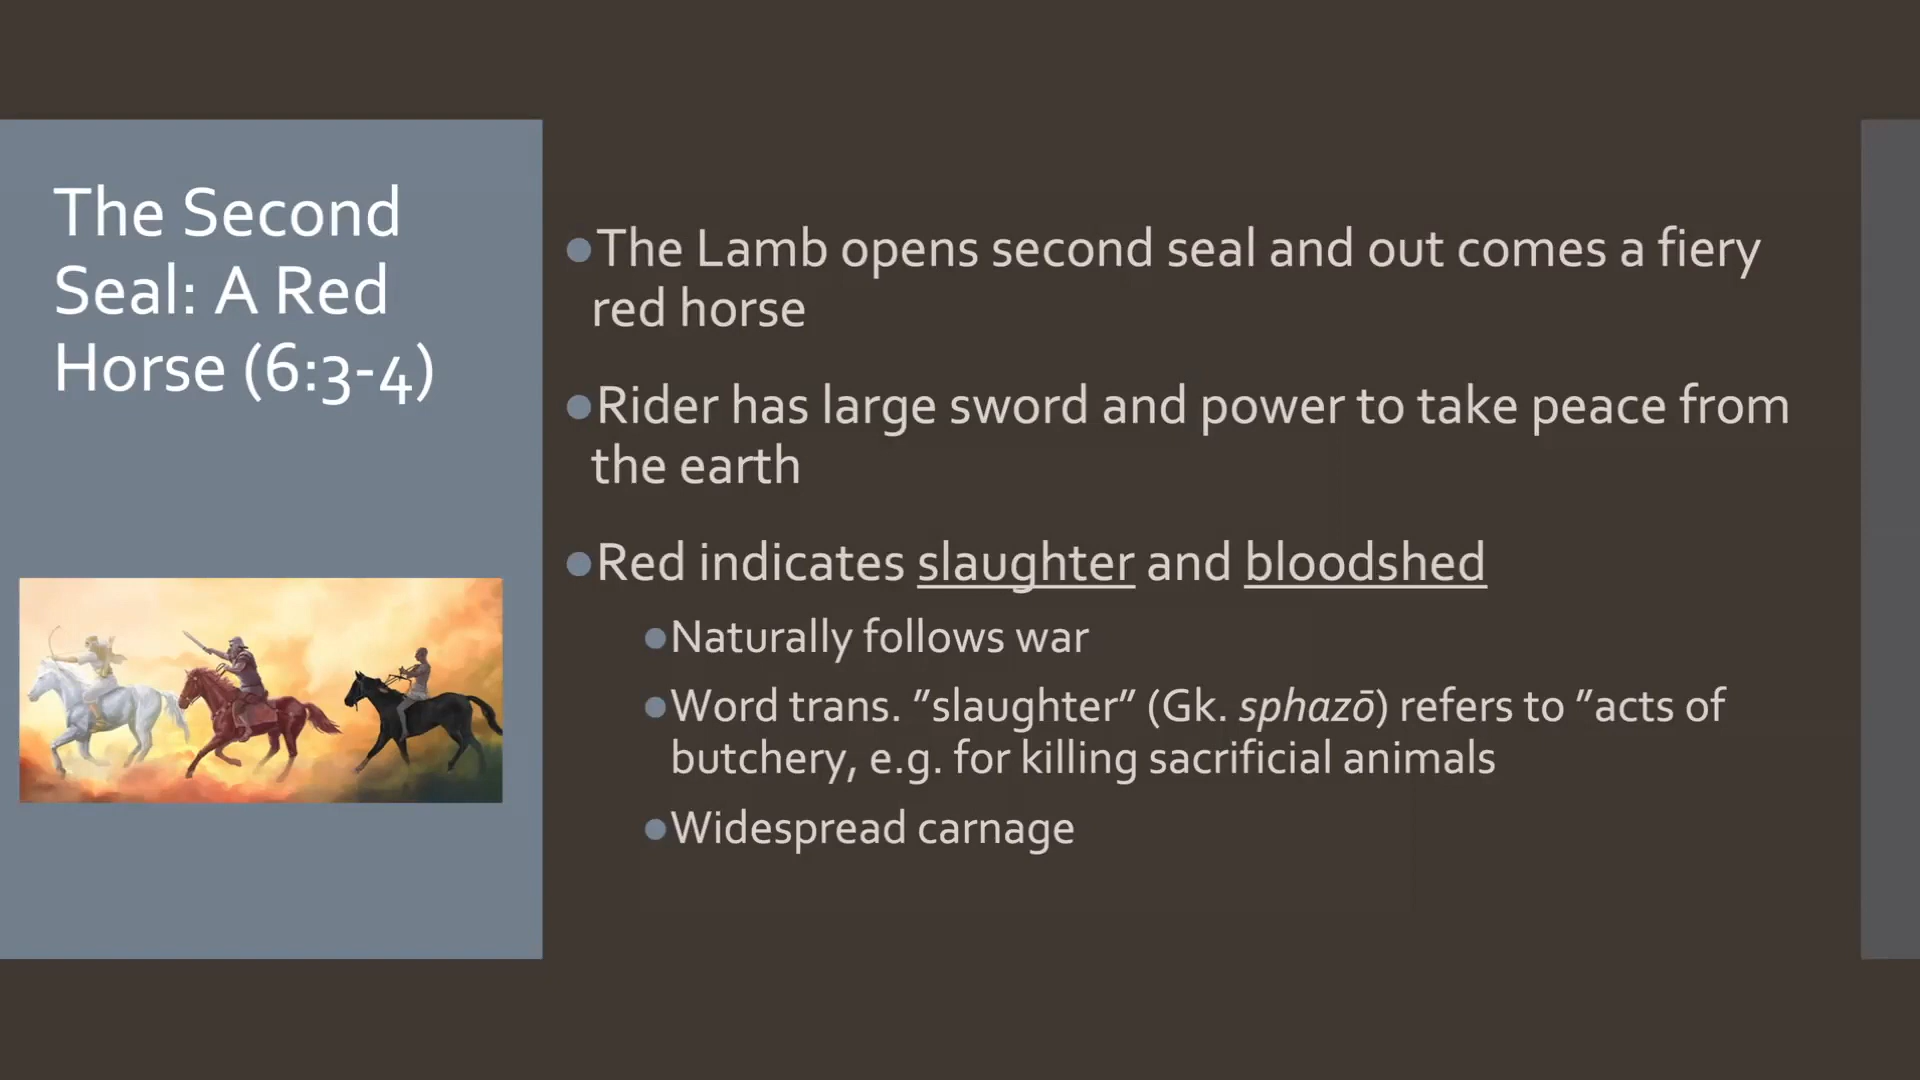 The Second
Seal: A Red
Horse (6:3-4)
●The Lamb opens second seal and out comes a fiery
red horse
●Rider has large sword and power to take peace from
the earth
●Red indicates slaughter and bloodshed
●Naturally follows war
●Word trans. ”slaughter” (Gk. sphazō) refers to ”acts of
butchery, e.g. for killing sacrificial animals
●Widespread carnage